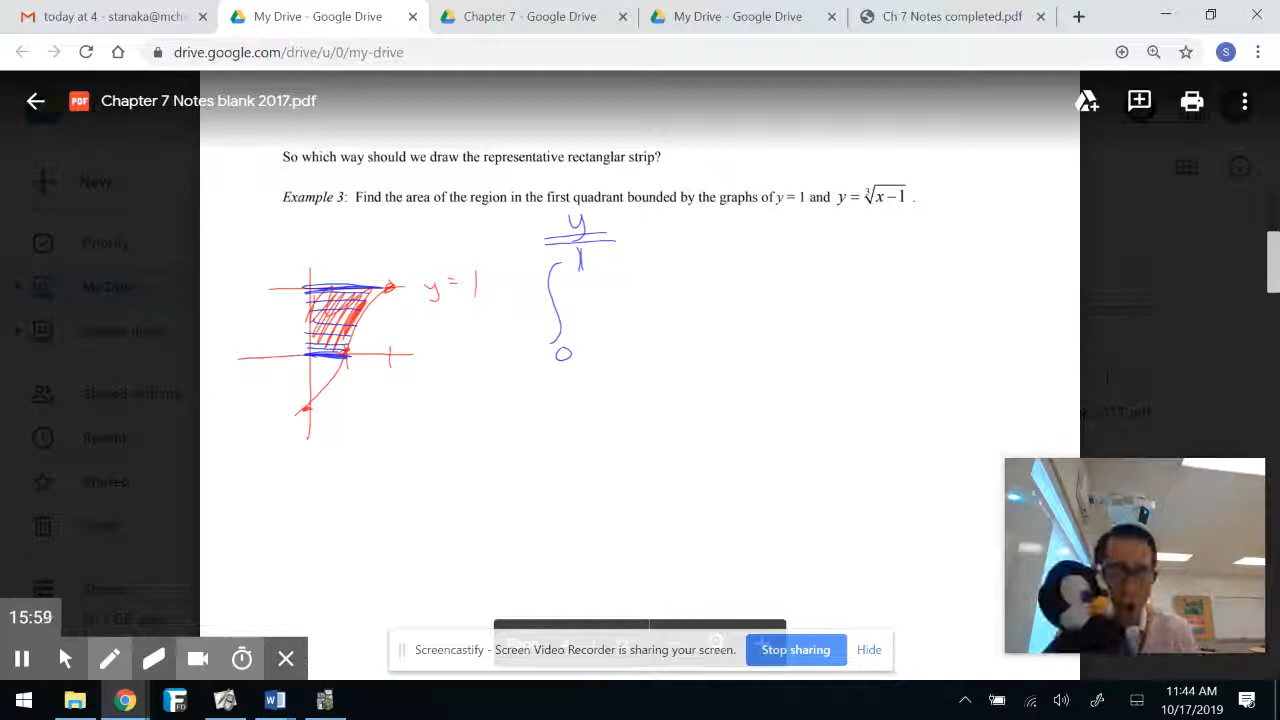 today at - stanaka@mch
My Drive - Google Drive
Chapter 7 - Google Drive
My Drive - Google Drive
Ch 7 Notes completed.pdf
drive.google.com/drive/u/0/my-drive
S
PDF
Chapter 7 Notes blank 2017.pdf
So which way should we draw the representative rectanglar strip?
Example 3: Find the area of the region in the first quadrant bounded by the graphs of y = 1 and y = ∛(x−1) .
y
1
y = 1
∫
0
New
Priority
Recent
15:59
Screencastify - Screen Video Recorder is sharing your screen.
Stop sharing
Hide
11:44 AM
10/17/2019